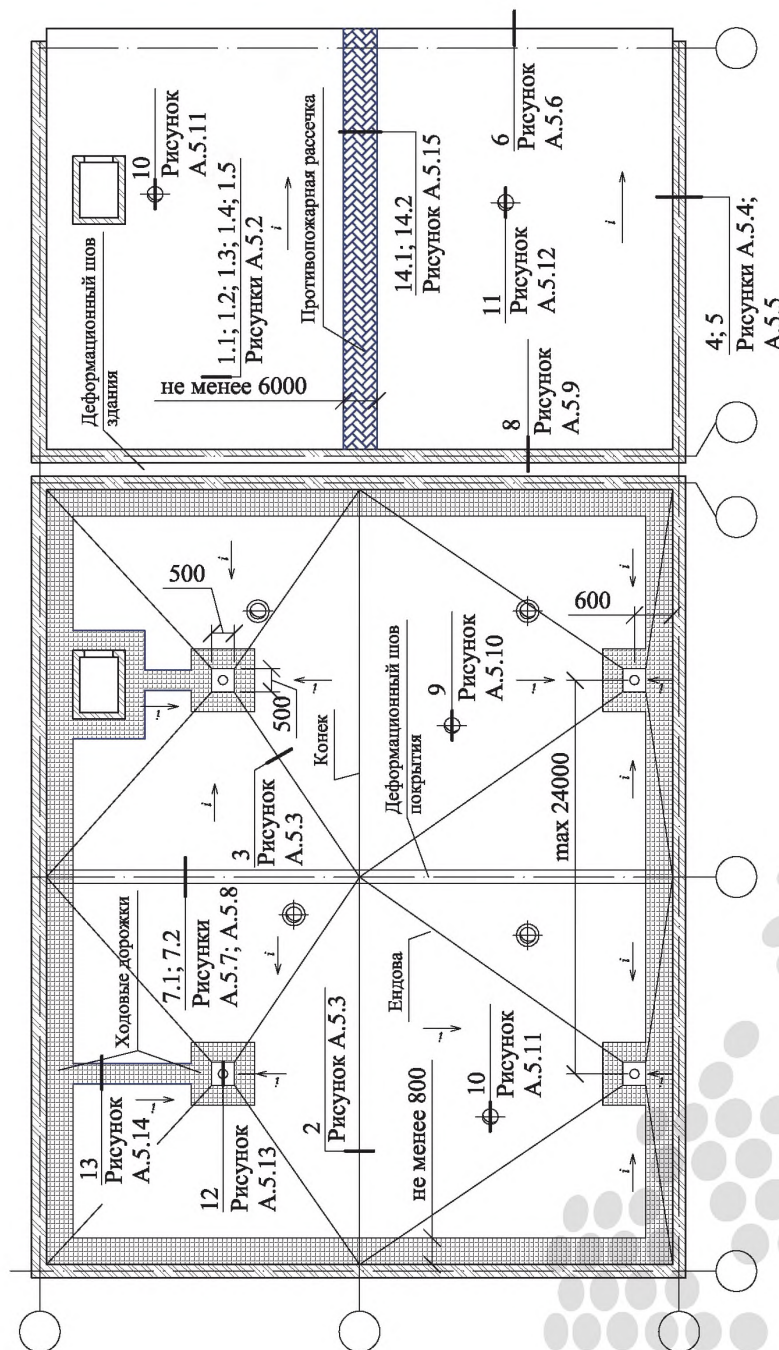 Деформационный шов
здания
10
Рисунок
А.5.11
1.1; 1.2; 1.3; 1.4; 1.5
Рисунки А.5.2
i
не менее 6000
Противопожарная рассечка
14.1; 14.2
Рисунок А.5.15
6
Рисунок
А.5.6
11
Рисунок
А.5.12
i
8
Рисунок
А.5.9
4; 5
Рисунки А.5.4;
А.5.5
500
i
500
i
i
i
3
Рисунок
А.5.3
Конек
9
Рисунок
А.5.10
i
Деформационный шов
покрытия
600
i
i
i
max 24000
Ходовые дорожки
7.1; 7.2
Рисунки
А.5.7; А.5.8
i
13
Рисунок
А.5.14
i
i
12
Рисунок
А.5.13
2
Рисунок А.5.3
Ендова
i
10
Рисунок
А.5.11
не менее 800
i
i
i